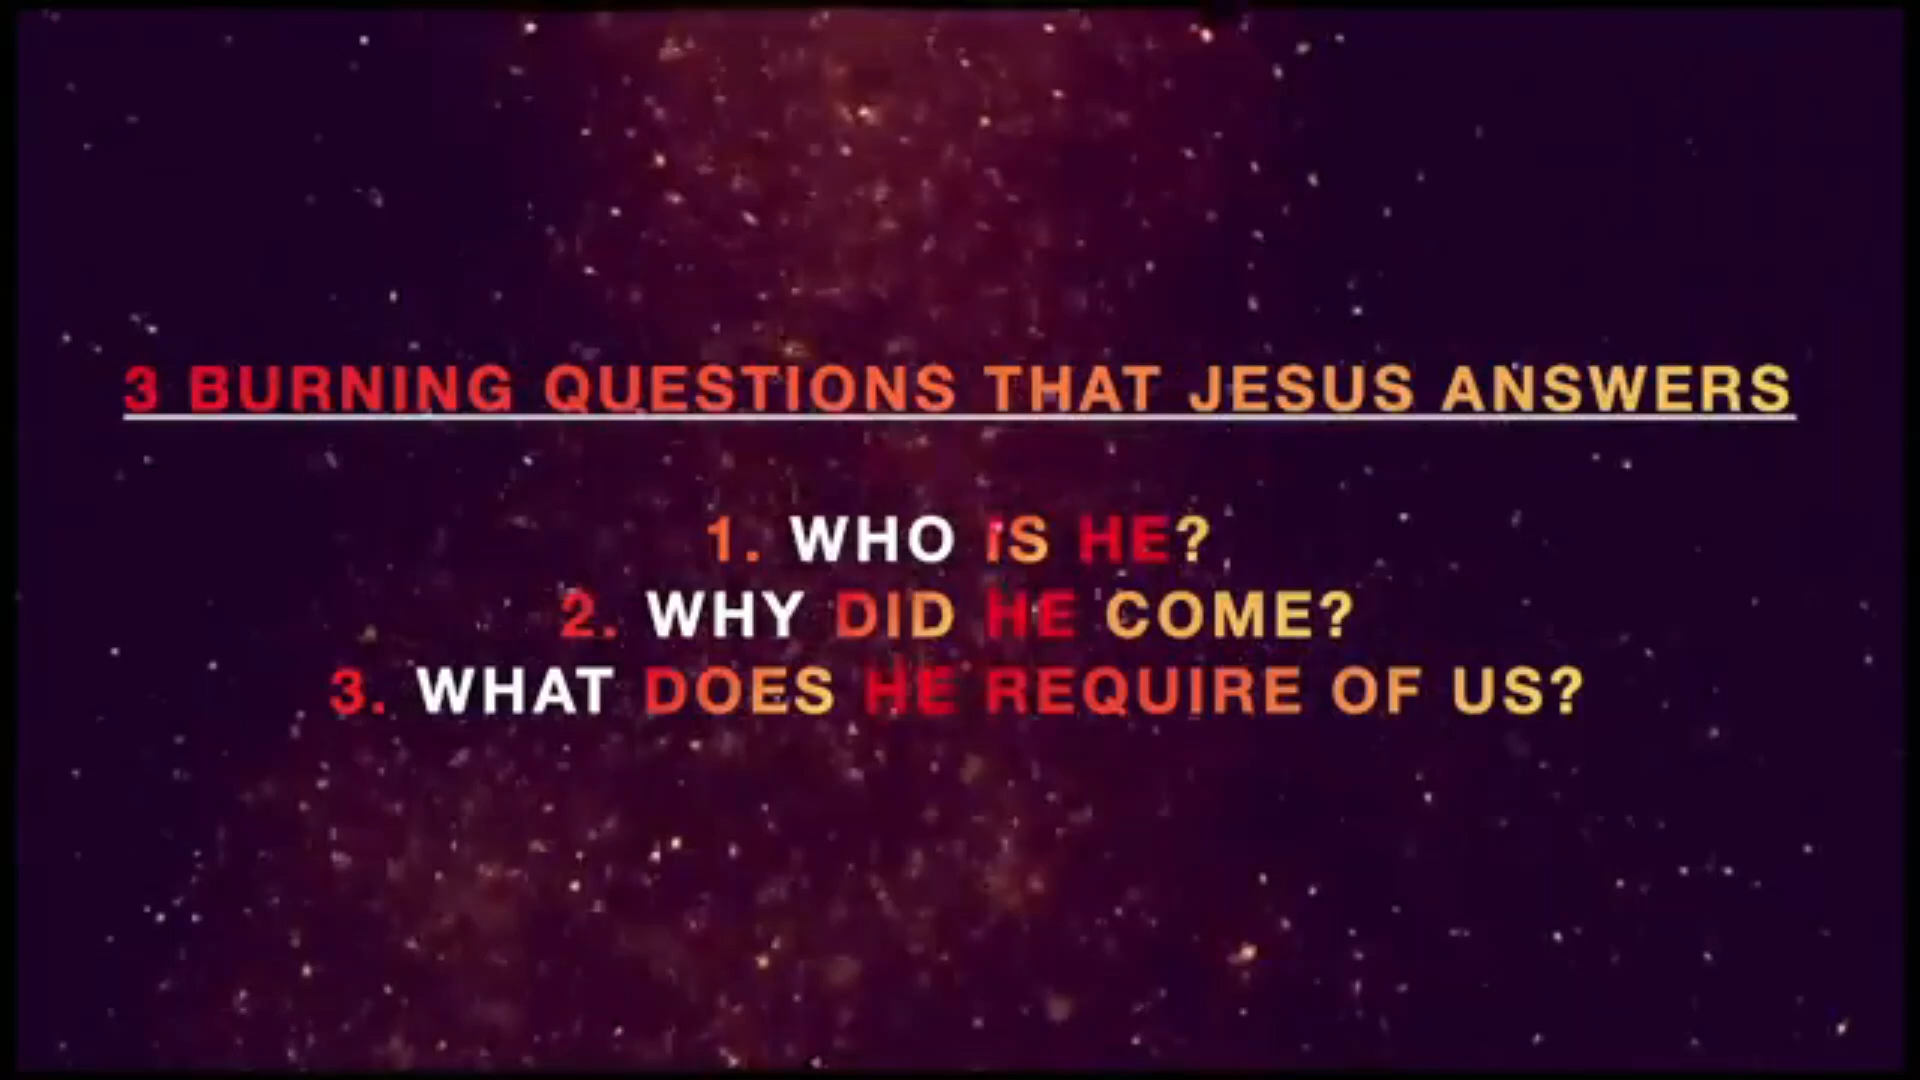 3 BURNING QUESTIONS THAT JESUS ANSWERS
1. WHO IS HE?
2. WHY DID HE COME?
3. WHAT DOES HE REQUIRE OF US?